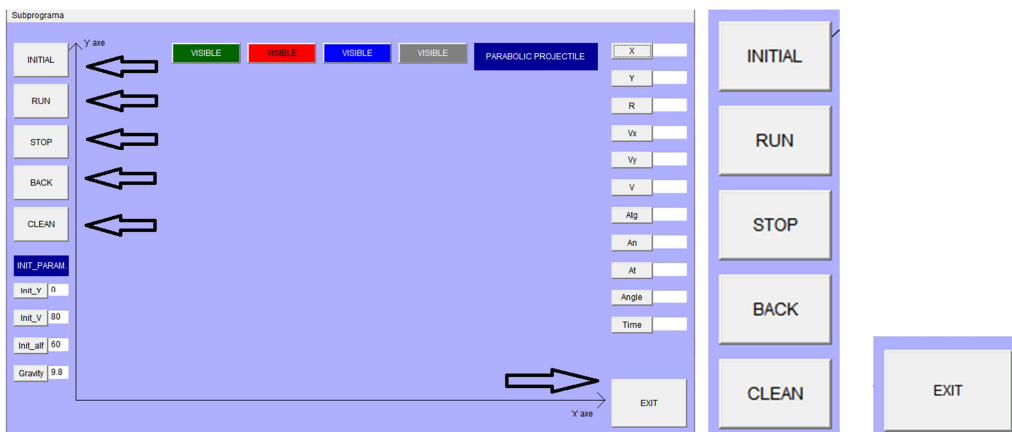 Subprograma
'y' axe
INITIAL
RUN
STOP
BACK
CLEAN
INIT_PARAM.
Init_Y 0
Init_V 80
Init_alf 60
Gravity 9.8
VISIBLE VISIBLE VISIBLE VISIBLE
PARABOLIC PROJECTILE
X
Y
R
Vx
Vy
V
Atg
An
At
Angle
Time
'x' axe
EXIT
INITIAL
RUN
STOP
BACK
CLEAN
EXIT